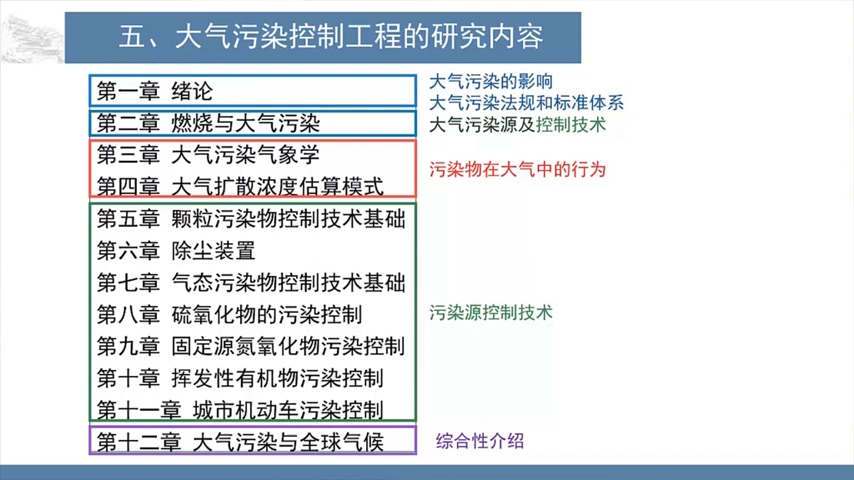 五、大气污染控制工程的研究内容
第一章 绪论
大气污染的影响
大气污染法规和标准体系
第二章 燃烧与大气污染
大气污染源及控制技术
第三章 大气污染气象学
第四章 大气扩散浓度估算模式
污染物在大气中的行为
第五章 颗粒污染物控制技术基础
第六章 除尘装置
第七章 气态污染物控制技术基础
第八章 硫氧化物的污染控制
第九章 固定源氮氧化物污染控制
第十章 挥发性有机物污染控制
第十一章 城市机动车污染控制
污染源控制技术
第十二章 大气污染与全球气候
综合性介绍